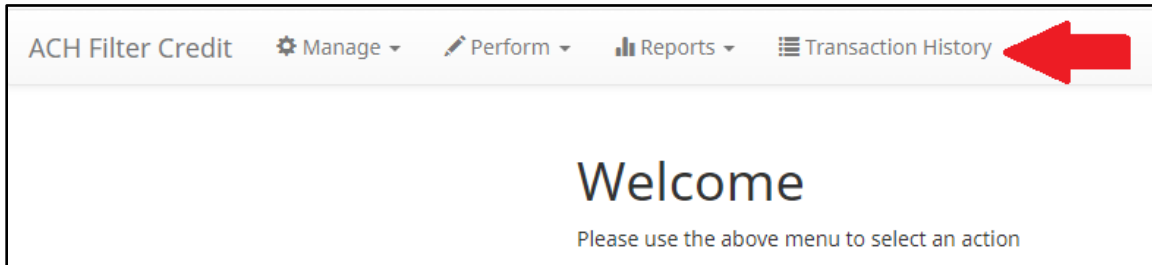 ACH Filter Credit Manage Perform Reports Transaction History
Welcome
Please use the above menu to select an action